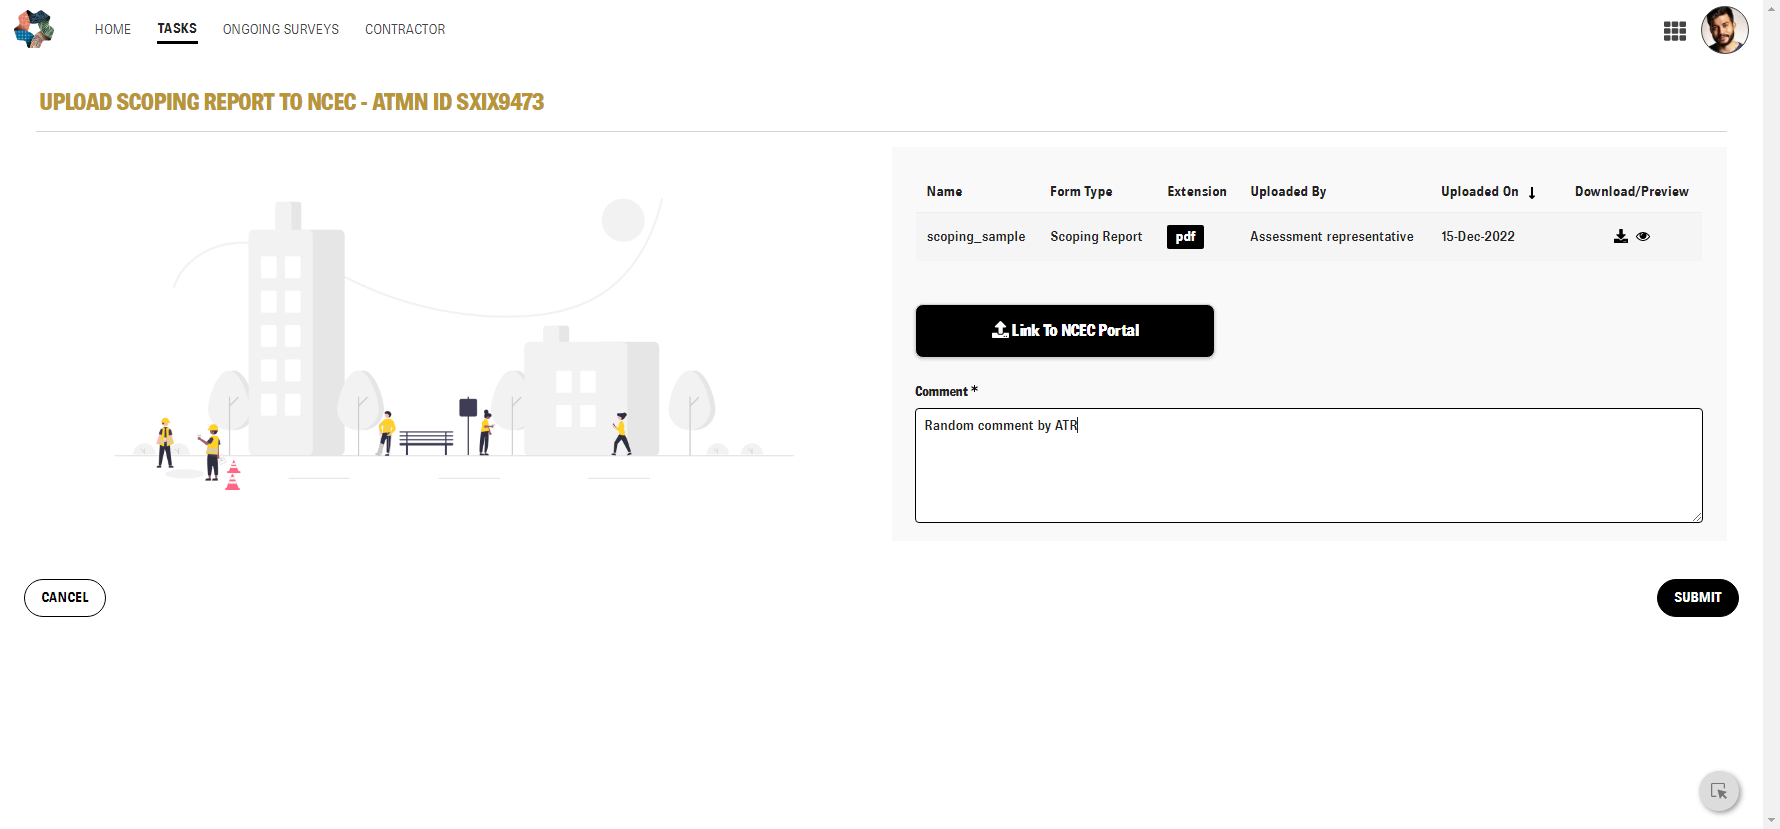 HOME TASKS ONGOING SURVEYS CONTRACTOR
UPLOAD SCOPING REPORT TO NCEC - ATMN ID SXIX9473
Name Form Type Extension Uploaded By Uploaded On ↓ Download/Preview
scoping_sample Scoping Report pdf Assessment representative 15-Dec-2022
Link To NCEC Portal
Comment *
Random comment by ATR
CANCEL SUBMIT